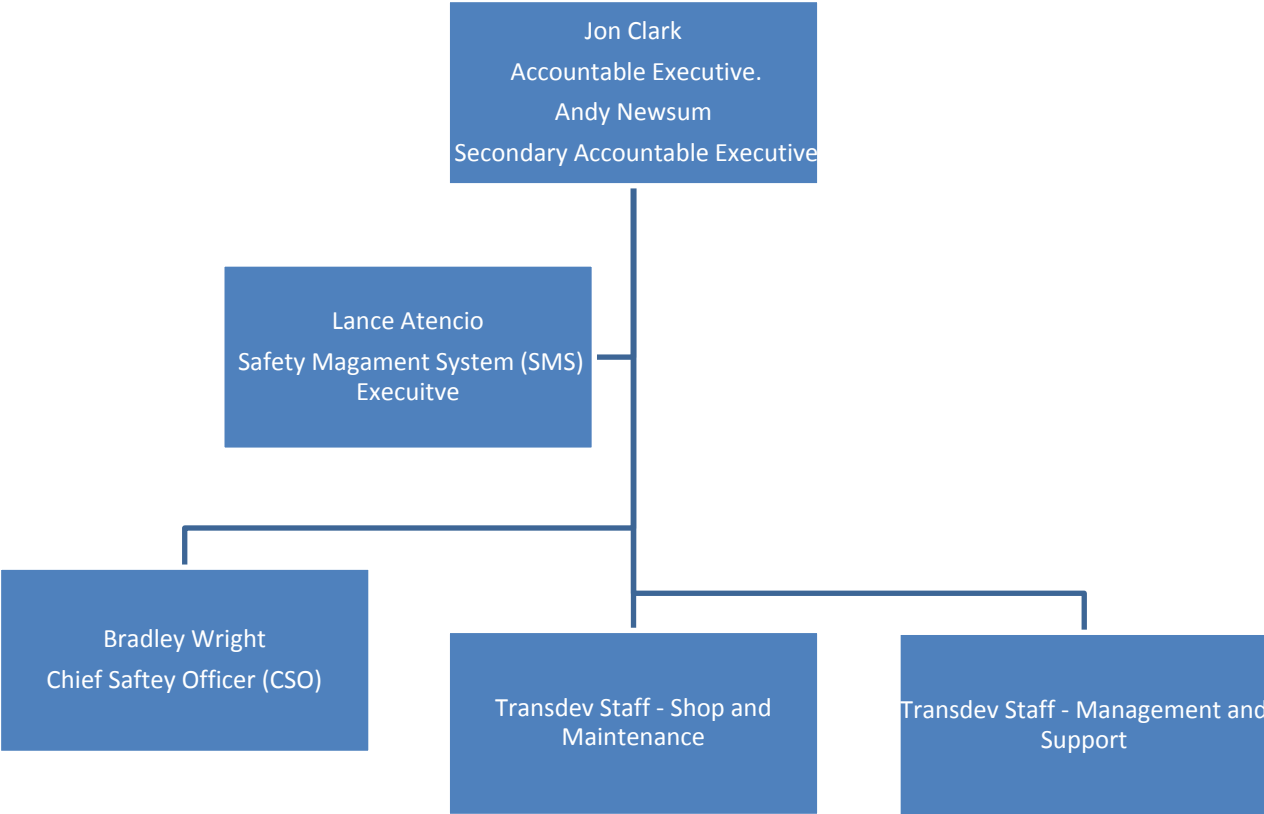 Jon Clark
Accountable Executive.
Andy Newsum
Secondary Accountable Executive
Lance Atencio
Safety Magament System (SMS)
Execuitve
Bradley Wright
Chief Saftey Officer (CSO)
Transdev Staff - Shop and
Maintenance
Transdev Staff - Management and
Support